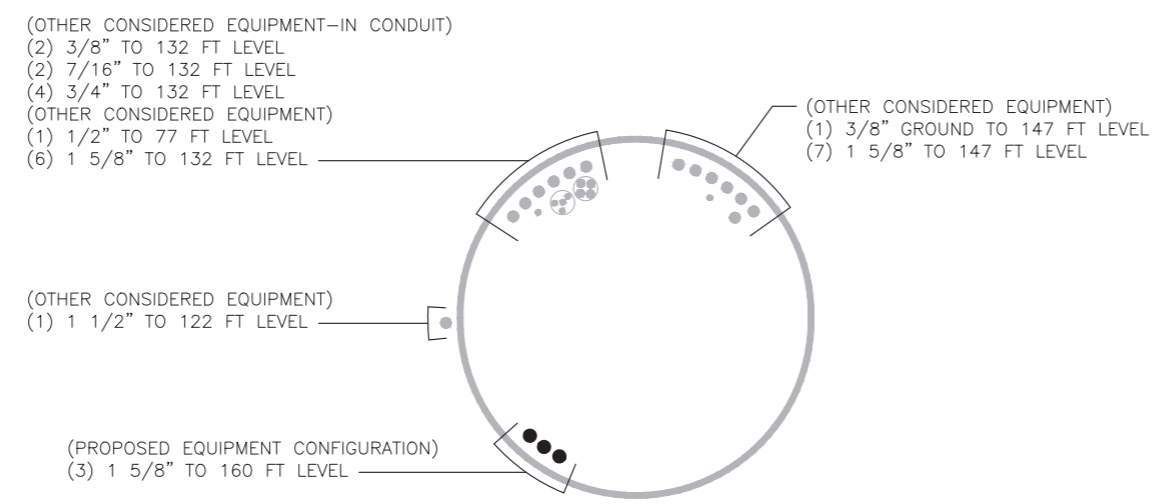 (OTHER CONSIDERED EQUIPMENT-IN CONDUIT)
(2) 3/8" TO 132 FT LEVEL
(2) 7/16" TO 132 FT LEVEL
(4) 3/4" TO 132 FT LEVEL
(OTHER CONSIDERED EQUIPMENT)
(1) 1/2" TO 77 FT LEVEL
(6) 1 5/8" TO 132 FT LEVEL
(OTHER CONSIDERED EQUIPMENT)
(1) 3/8" GROUND TO 147 FT LEVEL
(7) 1 5/8" TO 147 FT LEVEL
(OTHER CONSIDERED EQUIPMENT)
(1) 1 1/2" TO 122 FT LEVEL
(PROPOSED EQUIPMENT CONFIGURATION)
(3) 1 5/8" TO 160 FT LEVEL